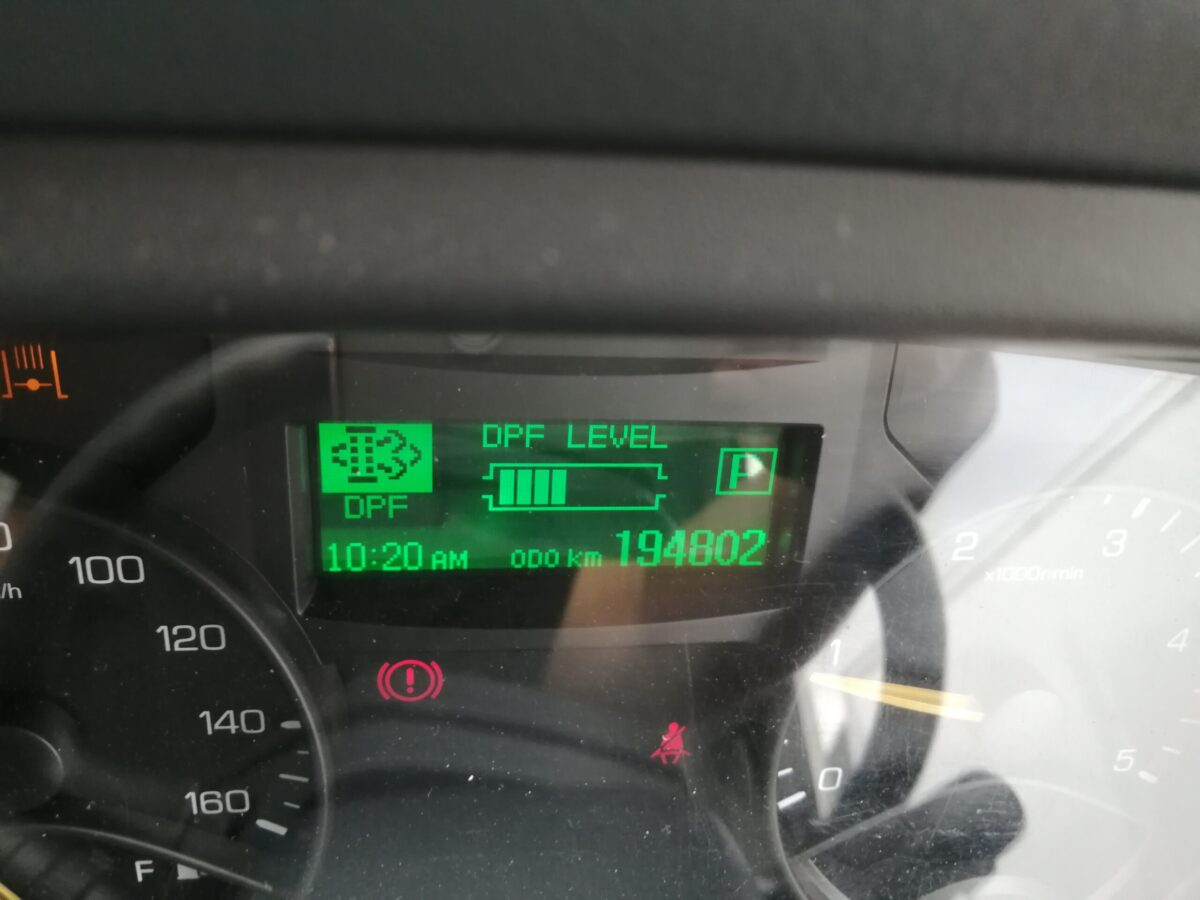 DPF LEVEL
P
DPF
10:20 AM ODO km 194802
/h
100
120
140
160
F
0
1
2
3
4
5
x1000r/min